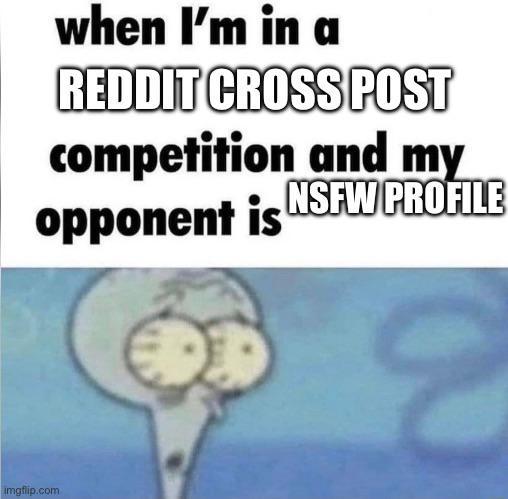 when I'm in a
REDDIT CROSS POST
competition and my
opponent is NSFW PROFILE
imgflip.com